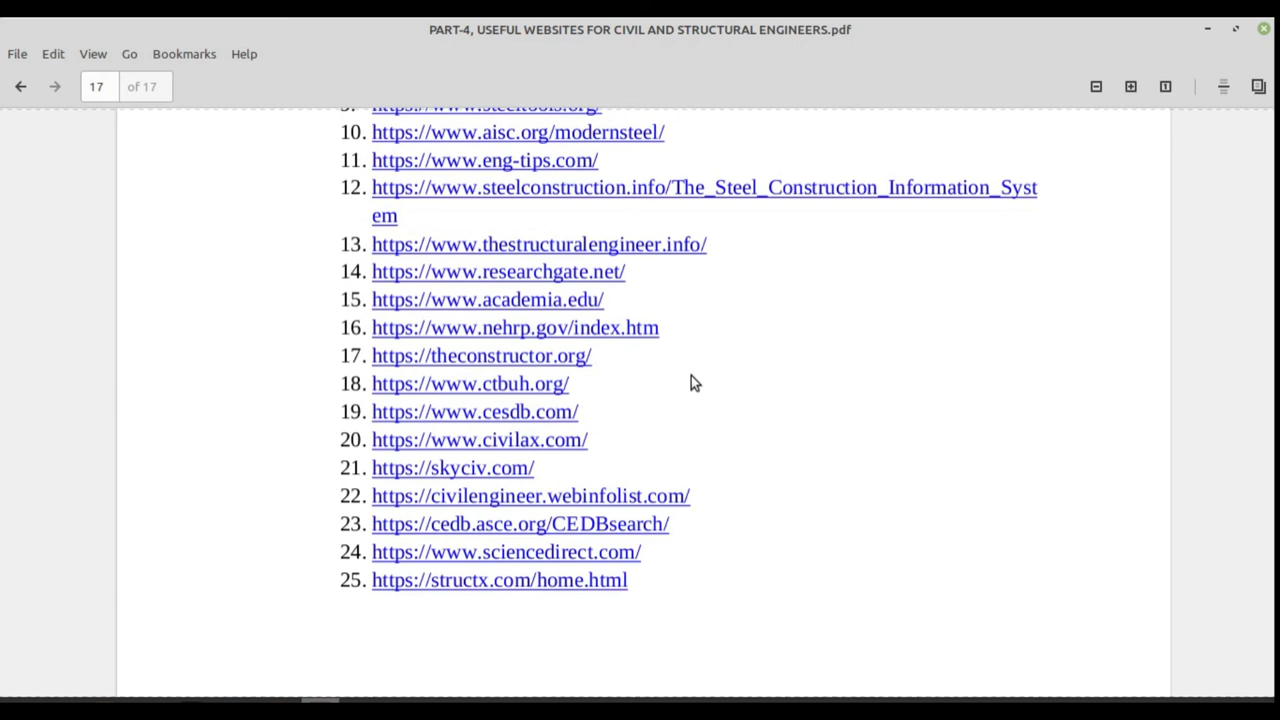 PART-4, USEFUL WEBSITES FOR CIVIL AND STRUCTURAL ENGINEERS.pdf
File Edit View Go Bookmarks Help
17 of 17
9. https://www.steeltools.org/
10. https://www.aisc.org/modernsteel/
11. https://www.eng-tips.com/
12. https://www.steelconstruction.info/The_Steel_Construction_Information_Syst
em
13. https://www.thestructuralengineer.info/
14. https://www.researchgate.net/
15. https://www.academia.edu/
16. https://www.nehrp.gov/index.htm
17. https://theconstructor.org/
18. https://www.ctbuh.org/
19. https://www.cesdb.com/
20. https://www.civilax.com/
21. https://skyciv.com/
22. https://civilengineer.webinfolist.com/
23. https://cedb.asce.org/CEDBsearch/
24. https://www.sciencedirect.com/
25. https://structx.com/home.html